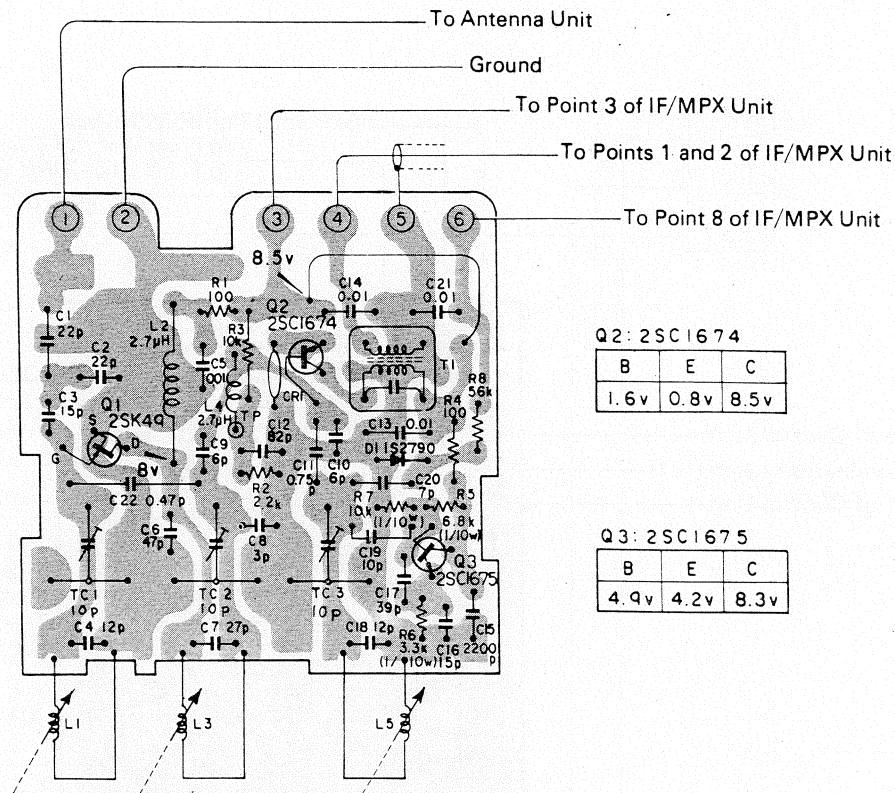 To Antenna Unit
Ground
To Point 3 of IF/MPX Unit
To Points 1 and 2 of IF/MPX Unit
1
2
3
4
5
6
To Point 8 of IF/MPX Unit
8.5v
R1
100
C14
0.01
C21
0.01
C1
22p
L2
2.7μH
R3
10k
Q2
2SC1674
C2
22p
C5
.001
T1
C3
15p
Q1
2SK49
S
D
G
L4
2.7μH
TP
CR1
R8
56k
R4
100
C13
0.01
C12
82p
D1 1S2790
8v
C9
6p
C11
0.75
p
C10
6p
C22 0.47p
R2
2.2k
C20
7p
R7
10k
(1/10w)
R5
6.8k
(1/10w)
C6
47p
C8
3p
C19
10p
Q3
2SC1675
TC1
10p
TC2
10p
TC3
10p
C17
39p
C4 12p
C7 27p
C18 12p
R6
3.3k
(1/10w)
C16
15p
C15
2200
p
L1
L3
L5
Q2: 2SC1674
B E C
1.6v 0.8v 8.5v
Q3: 2SC1675
B E C
4.9v 4.2v 8.3v